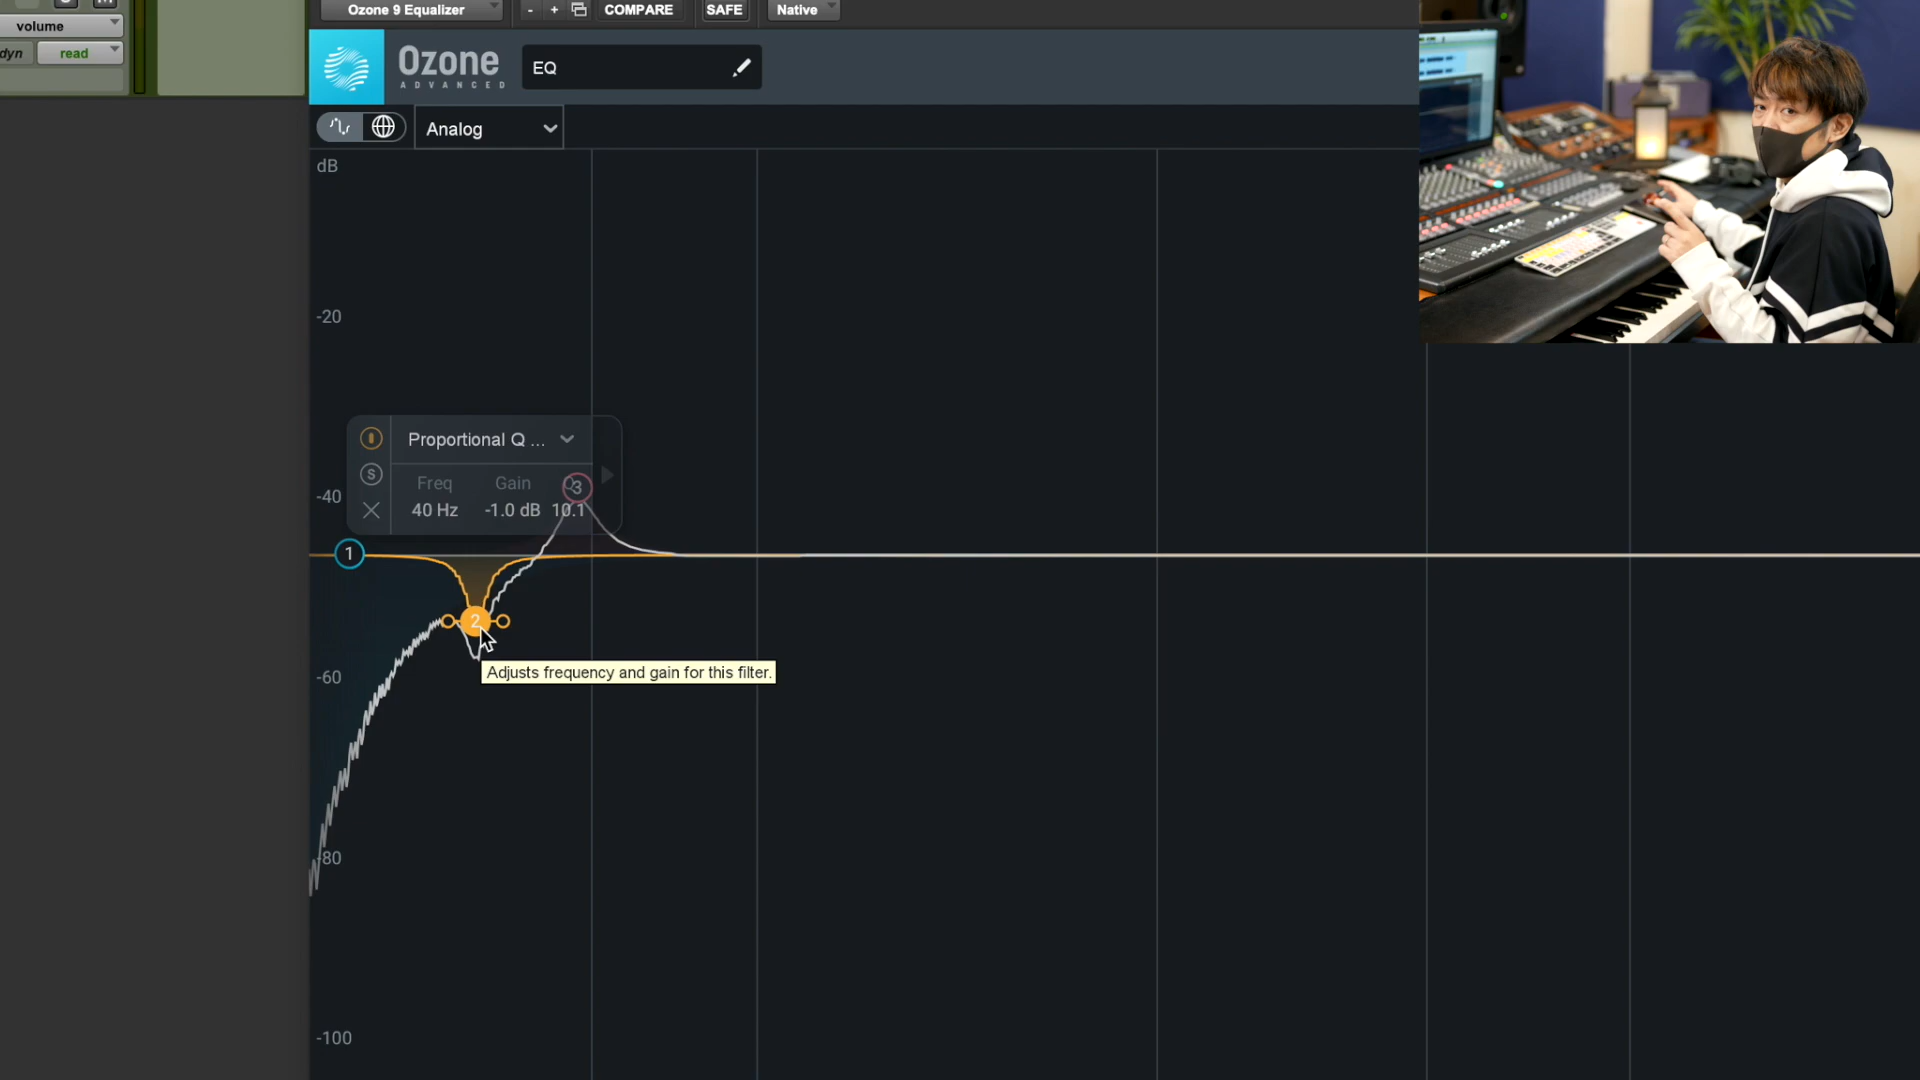 Ozone 9 Equalizer
- + COMPARE
SAFE
Native
volume
dyn
read
Ozone
ADVANCED
EQ
Analog
dB
-20
-40
-60
-80
-100
Proportional Q ...
S
Freq Gain
40 Hz -1.0 dB 10.1
3
1
2
Adjusts frequency and gain for this filter.